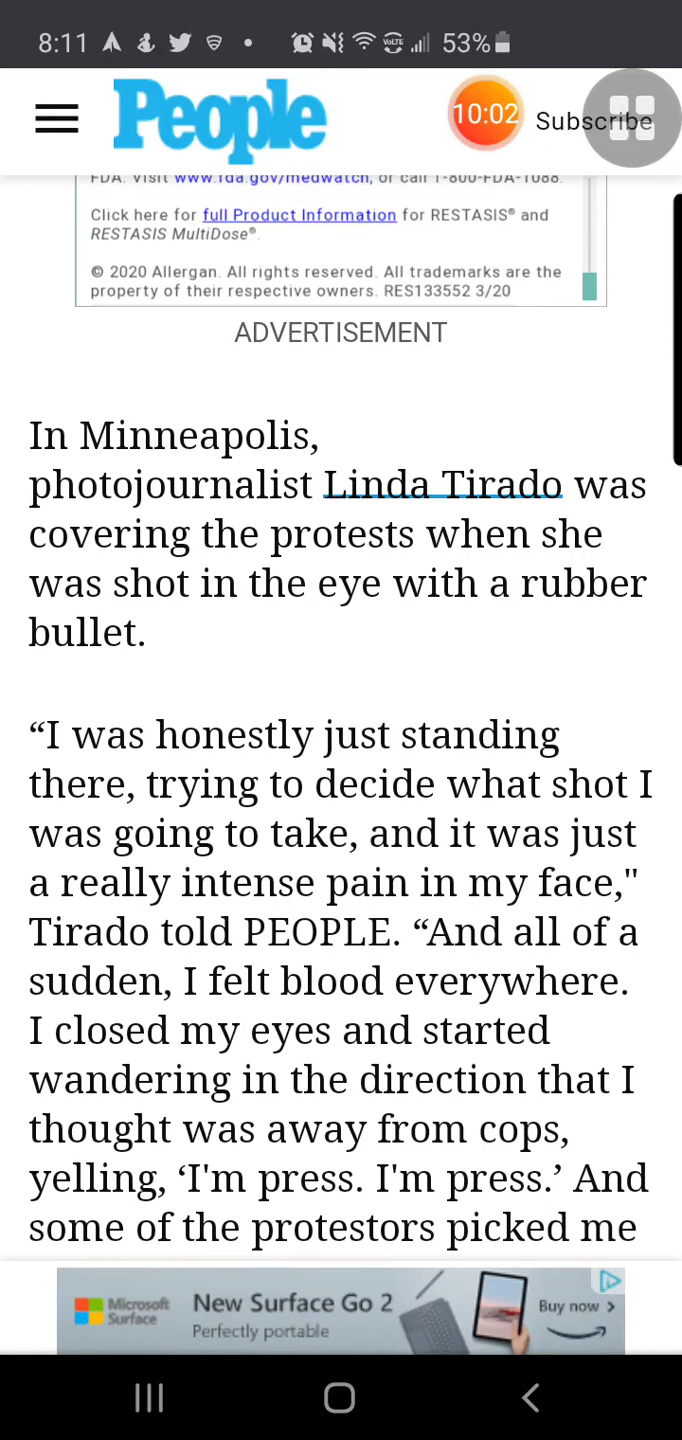 8:11 53%
People 10:02 Subscribe
FDA. Visit www.fda.gov/medwatch, or call 1-800-FDA-1088.
Click here for full Product Information for RESTASIS® and
RESTASIS MultiDose®.
© 2020 Allergan. All rights reserved. All trademarks are the
property of their respective owners. RES133552 3/20
ADVERTISEMENT
In Minneapolis,
photojournalist Linda Tirado was
covering the protests when she
was shot in the eye with a rubber
bullet.
“I was honestly just standing
there, trying to decide what shot I
was going to take, and it was just
a really intense pain in my face,"
Tirado told PEOPLE. “And all of a
sudden, I felt blood everywhere.
I closed my eyes and started
wandering in the direction that I
thought was away from cops,
yelling, ‘I'm press. I'm press.’ And
some of the protestors picked me
Microsoft
Surface
New Surface Go 2
Perfectly portable
Buy now >